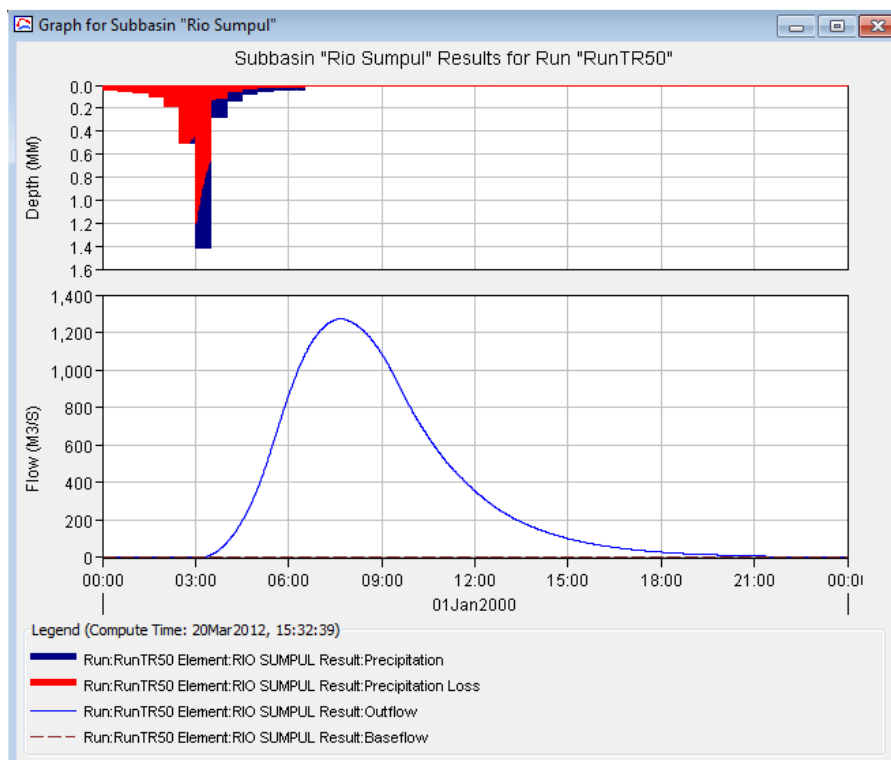 Graph for Subbasin "Rio Sumpul"
Subbasin "Rio Sumpul" Results for Run "RunTR50"
Depth (MM)
0.0
0.2
0.4
0.6
0.8
1.0
1.2
1.4
1.6
Flow (M3/S)
1,400
1,200
1,000
800
600
400
200
0
00:00 03:00 06:00 09:00 12:00 15:00 18:00 21:00 00:0
01Jan2000
Legend (Compute Time: 20Mar2012, 15:32:39)
Run:RunTR50 Element:RIO SUMPUL Result:Precipitation
Run:RunTR50 Element:RIO SUMPUL Result:Precipitation Loss
Run:RunTR50 Element:RIO SUMPUL Result:Outflow
Run:RunTR50 Element:RIO SUMPUL Result:Baseflow